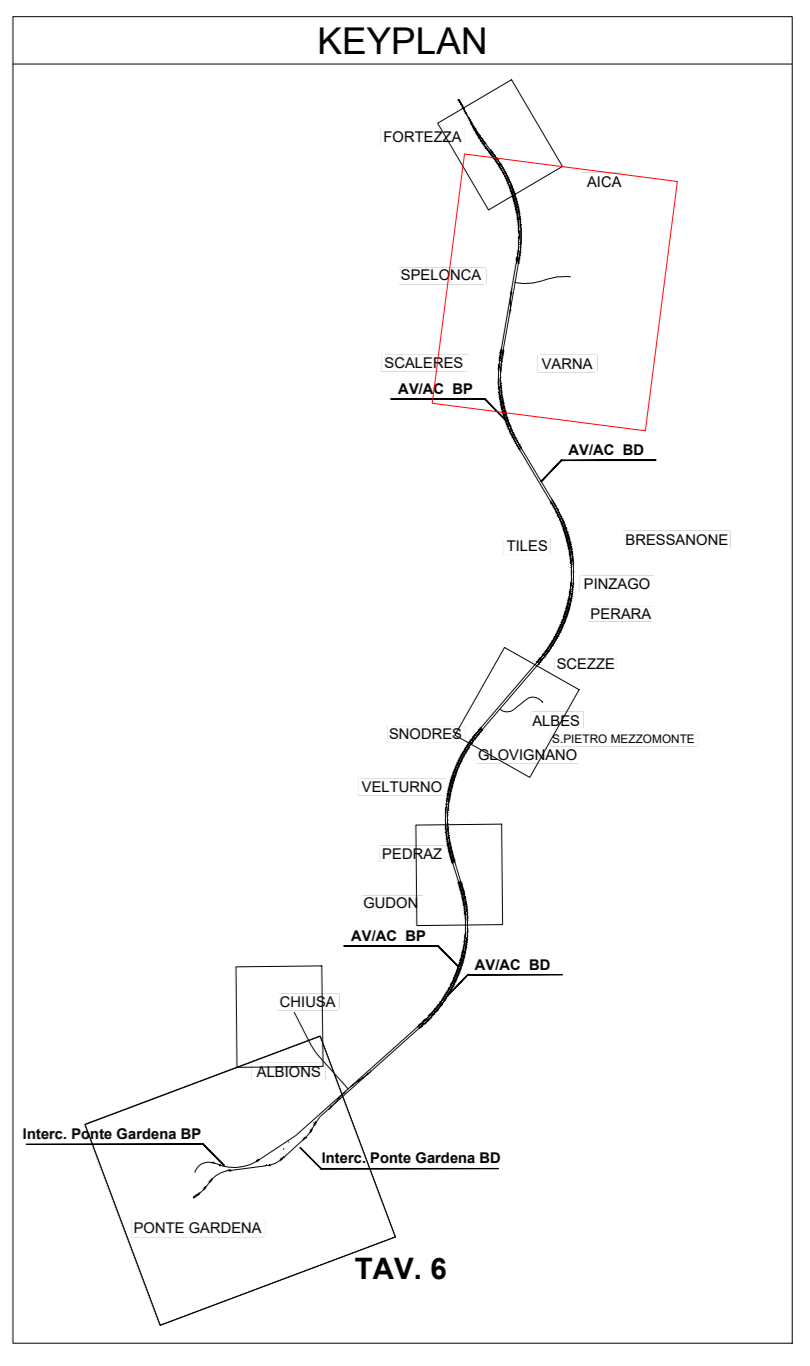 KEYPLAN
FORTEZZA
AICA
SPELONCA
SCALERES
VARNA
AV/AC BP
AV/AC BD
BRESSANONE
TILES
PINZAGO
PERARA
SCEZZE
ALBES
SNODRES
S.PIETRO MEZZOMONTE
GLOVIGNANO
VELTURNO
PEDRAZ
GUDON
AV/AC BP
AV/AC BD
CHIUSA
ALBIONS
Interc. Ponte Gardena BP
Interc. Ponte Gardena BD
PONTE GARDENA
TAV. 6